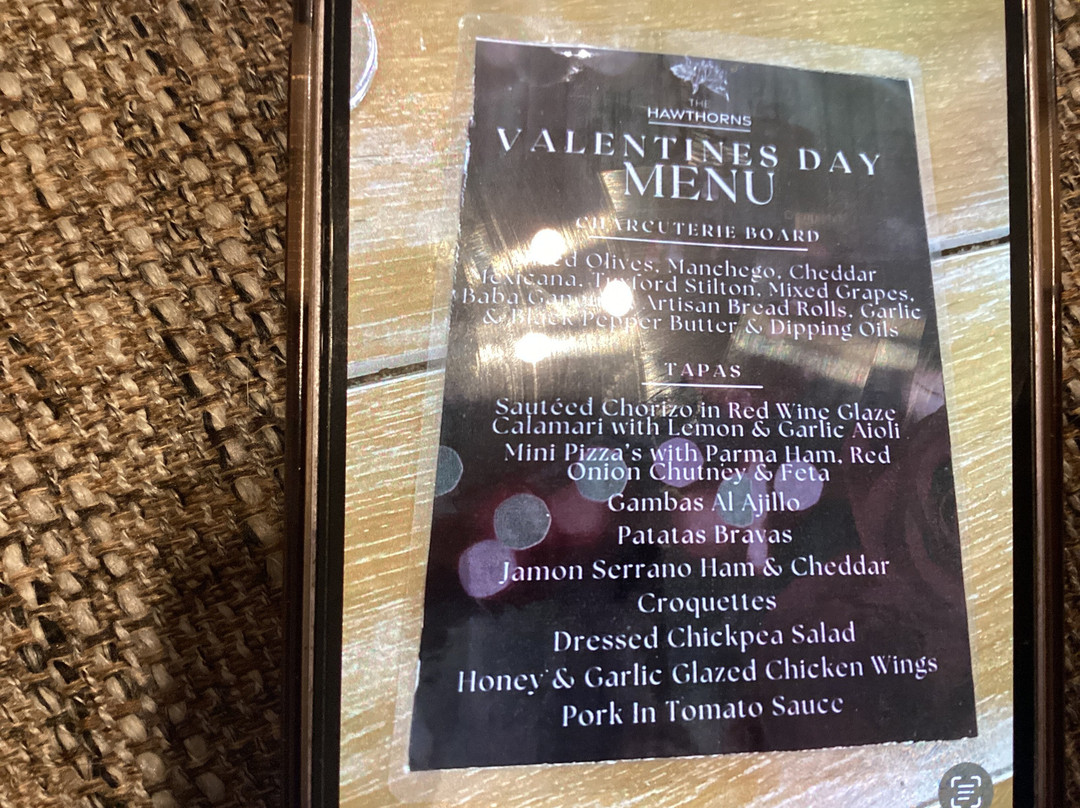 THE
HAWTHORNS
VALENTINES DAY
MENU
CHARCUTERIE BOARD
Olives, Manchego, Cheddar
Mexicana, Stilton, Mixed Grapes,
Baba Artisan Bread Rolls, Garlic
& Black Pepper Butter & Dipping Oils
TAPAS
Sautéed Chorizo in Red Wine Glaze
Calamari with Lemon & Garlic Aioli
Mini Pizza's with Parma Ham, Red
Onion Chutney & Feta
Gambas Al Ajillo
Patatas Bravas
Jamon Serrano Ham & Cheddar
Croquettes
Dressed Chickpea Salad
Honey & Garlic Glazed Chicken Wings
Pork In Tomato Sauce